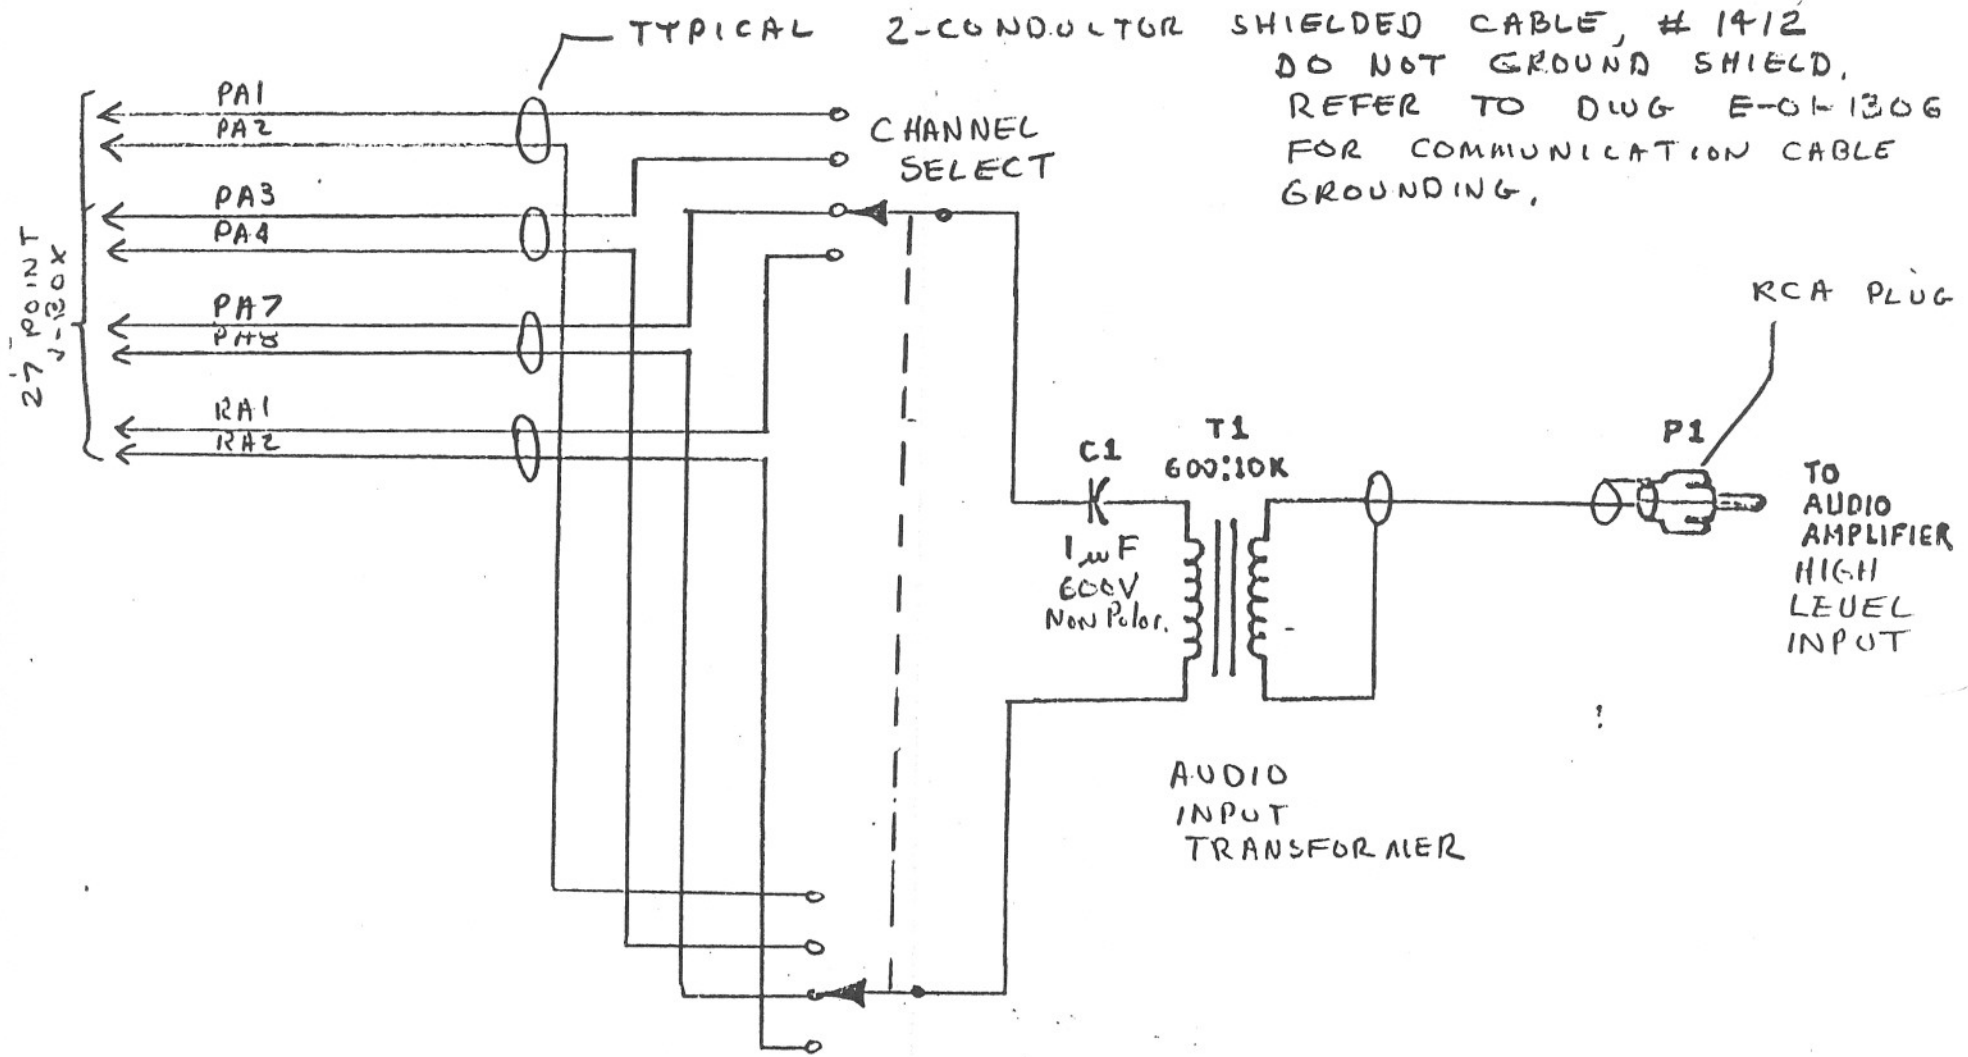 TYPICAL 2-CONDUCTOR SHIELDED CABLE, # 1412
DO NOT GROUND SHIELD.
REFER TO DWG E-01-1306
FOR COMMUNICATION CABLE
GROUNDING.
PA1
PA2
PA3
PA4
PA7
PA8
RA1
RA2
27 POINT
J-BOX
CHANNEL
SELECT
C1
1 µF
600V
Non Polar.
T1
600:10K
AUDIO
INPUT
TRANSFORMER
RCA PLUG
P1
TO
AUDIO
AMPLIFIER
HIGH
LEVEL
INPUT